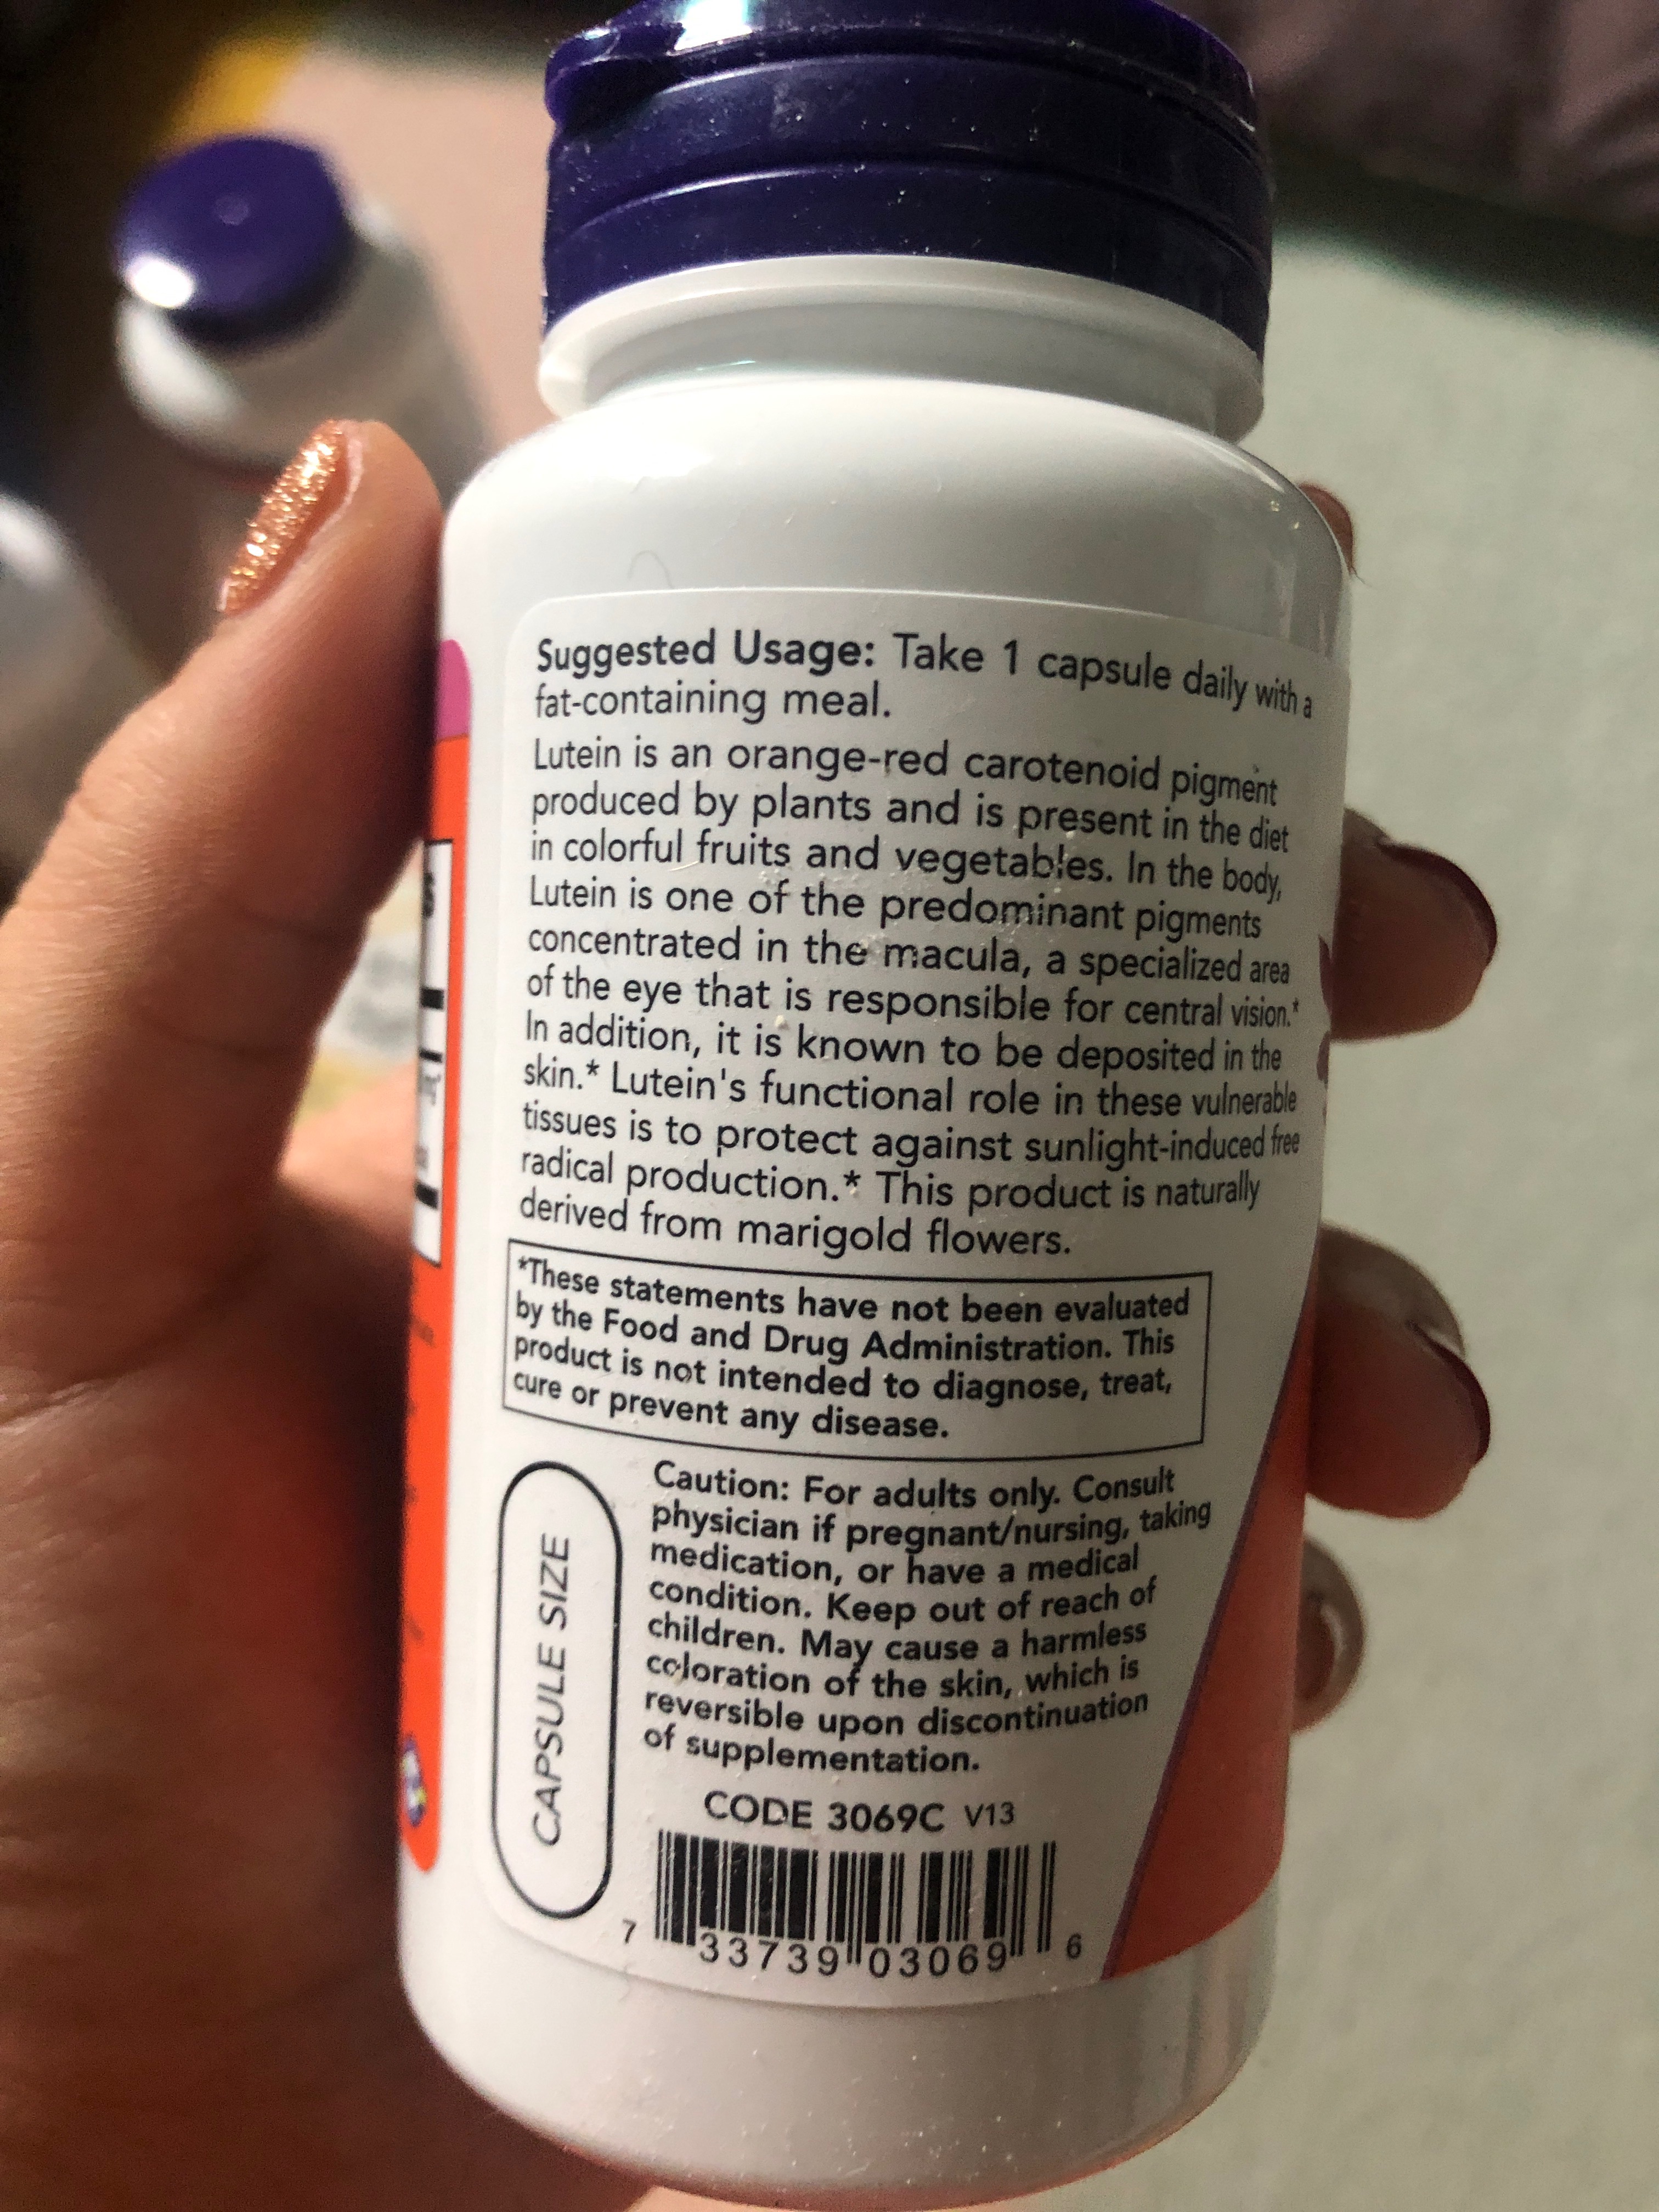 Suggested Usage: Take 1 capsule daily with a
fat-containing meal.
Lutein is an orange-red carotenoid pigment
produced by plants and is present in the diet
in colorful fruits and vegetables. In the body,
Lutein is one of the predominant pigments
concentrated in the macula, a specialized area
of the eye that is responsible for central vision.*
In addition, it is known to be deposited in the
skin.* Lutein's functional role in these vulnerable
tissues is to protect against sunlight-induced free
radical production.* This product is naturally
derived from marigold flowers.
*These statements have not been evaluated
by the Food and Drug Administration. This
product is not intended to diagnose, treat,
cure or prevent any disease.
CAPSULE SIZE
Caution: For adults only. Consult
physician if pregnant/nursing, taking
medication, or have a medical
condition. Keep out of reach of
children. May cause a harmless
coloration of the skin, which is
reversible upon discontinuation
of supplementation.
CODE 3069C V13
7 33739 03069 6